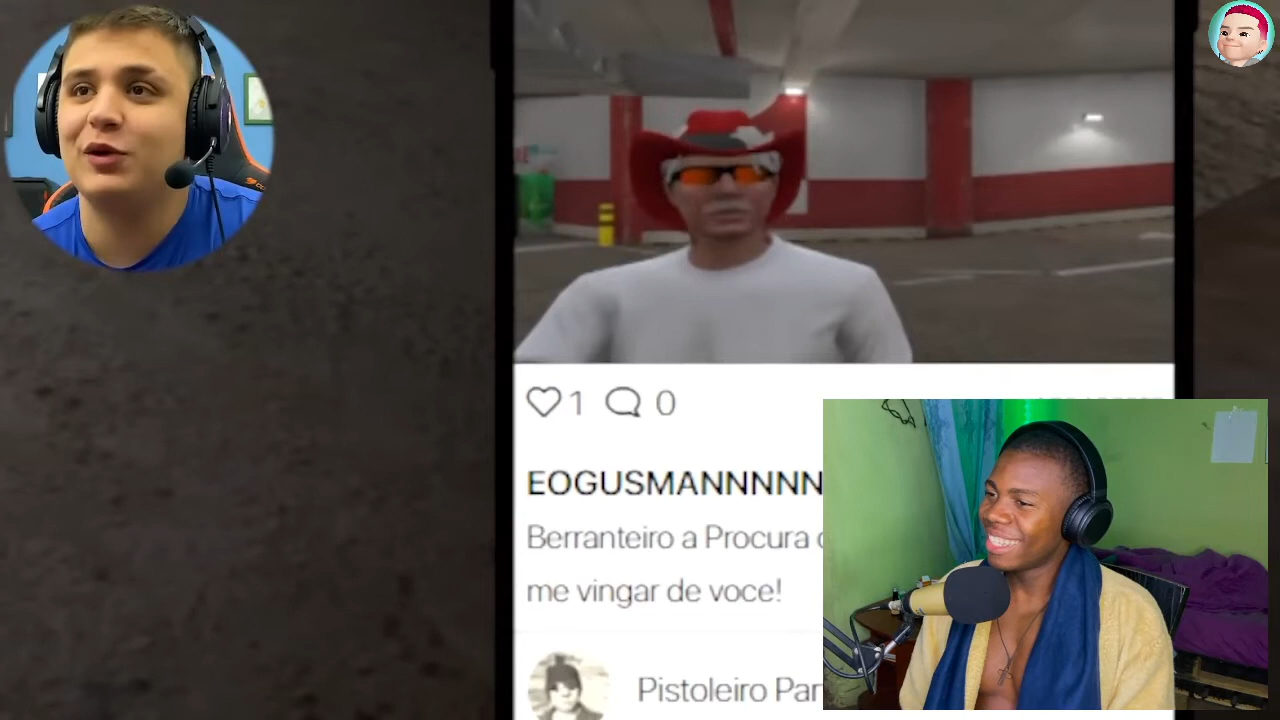 1 0
EOGUSMANNNNN
Berranteiro a Procura
me vingar de voce!
Pistoleiro Par